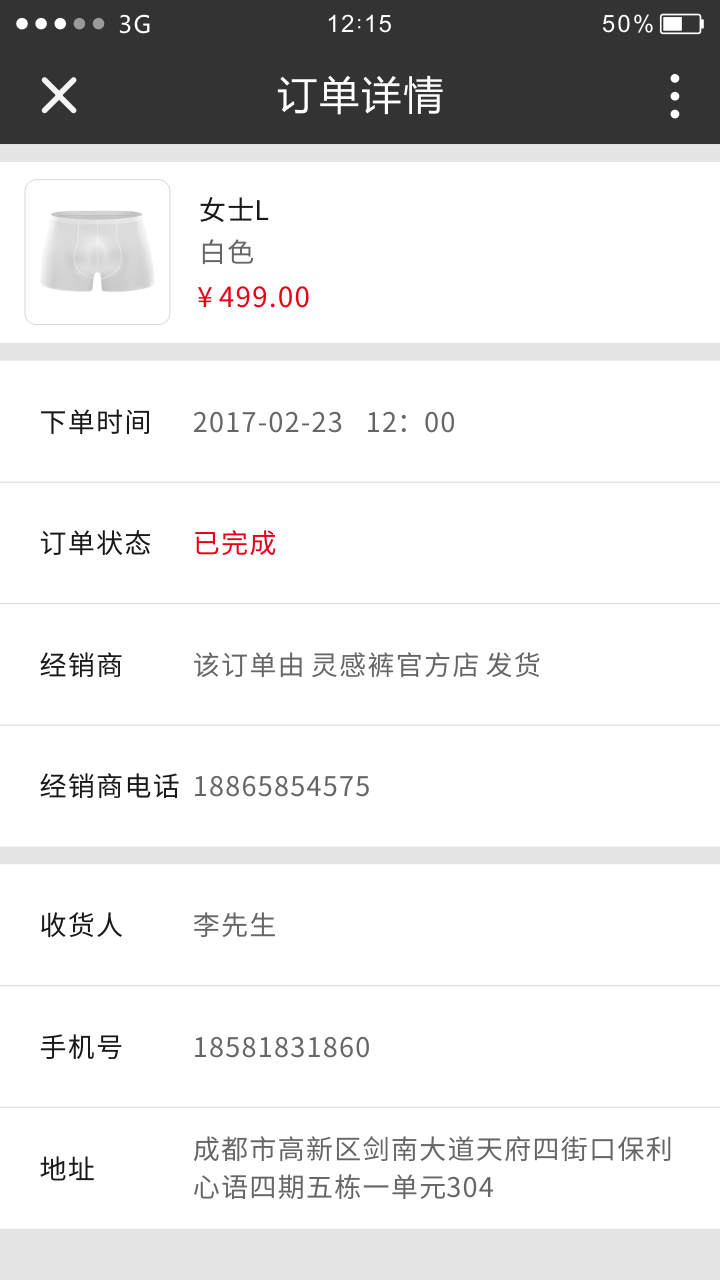 3G 12:15 50%
订单详情
女士L
白色
¥499.00
下单时间 2017-02-23 12：00
订单状态 已完成
经销商 该订单由 灵感裤官方店 发货
经销商电话 18865854575
收货人 李先生
手机号 18581831860
地址 成都市高新区剑南大道天府四街口保利
心语四期五栋一单元304